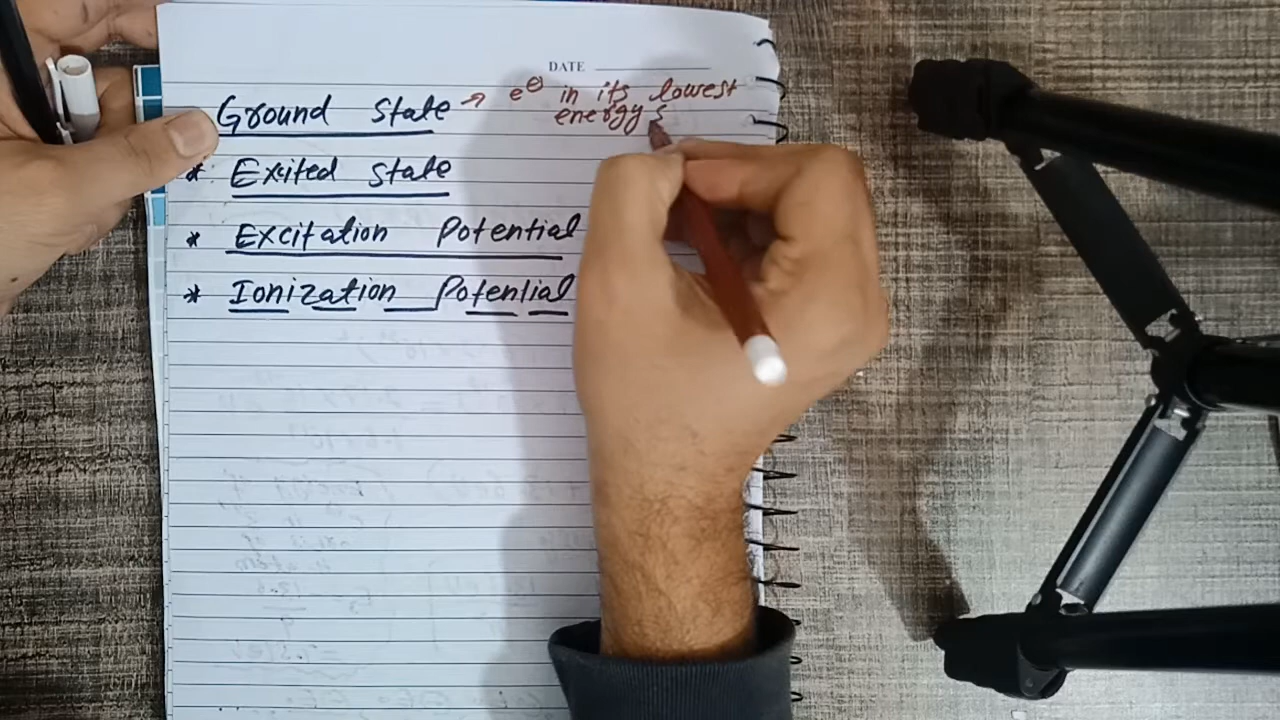 DATE
Ground State → e⊖ in its lowest
energy s
* Exited State
* Excitation Potential
* Ionization Potential